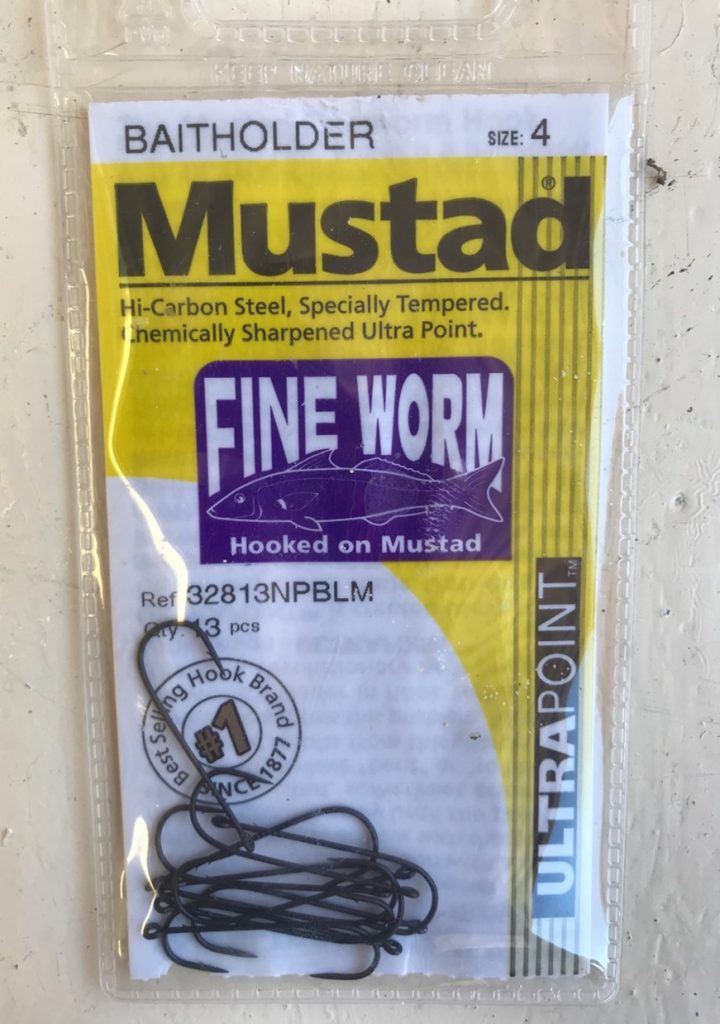 KEEP NATURE CLEAN
BAITHOLDER SIZE: 4
Mustad®
Hi-Carbon Steel, Specially Tempered.
Chemically Sharpened Ultra Point.
FINE WORM
Hooked on Mustad
Ref 32813NPBLM
Qty: 13 pcs
Best Selling Hook Brand
#1
SINCE 1877
ULTRAPOINT™